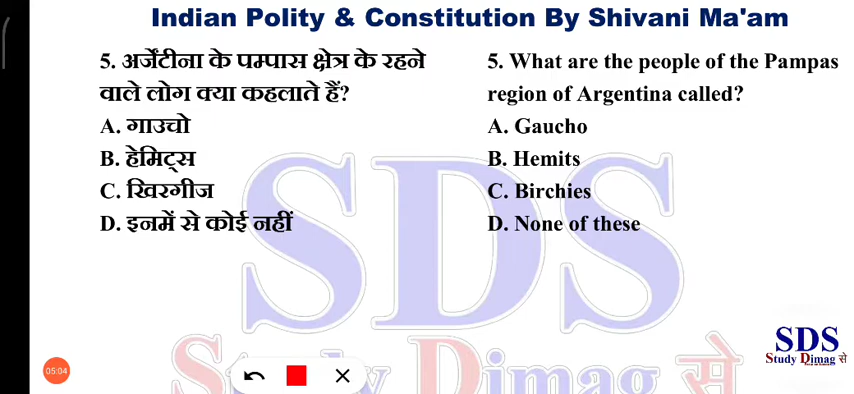 Indian Polity & Constitution By Shivani Ma'am
5. अर्जेंटीना के पम्पास क्षेत्र के रहने
वाले लोग क्या कहलाते हैं?
A. गाउचो
B. हेमिट्स
C. खिरगीज
D. इनमें से कोई नहीं
5. What are the people of the Pampas
region of Argentina called?
A. Gaucho
B. Hemits
C. Birchies
D. None of these
SDS
Study Dimag से
SDS
Study Dimag से
05:04